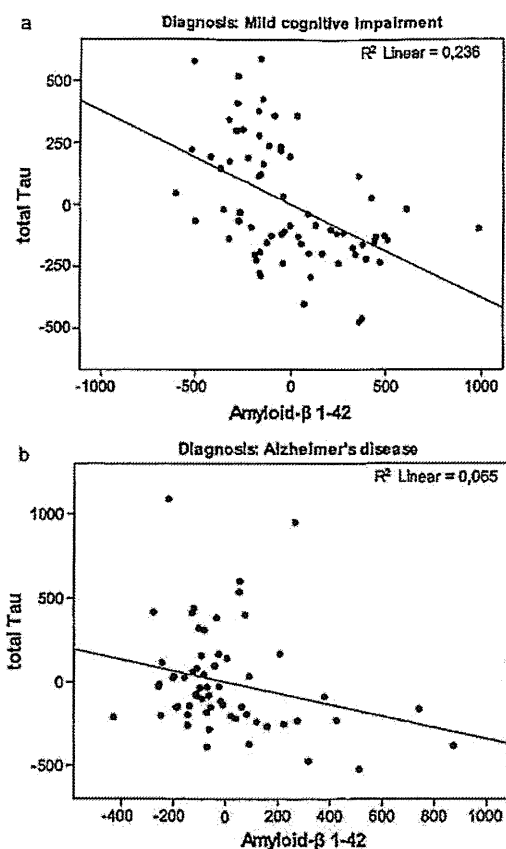 a
Diagnosis: Mild cognitive impairment
R² Linear = 0,236
500
250
0
-250
-500
total Tau
-1000 -500 0 500 1000
Amyloid-β 1-42
b
Diagnosis: Alzheimer's disease
R² Linear = 0,065
1000
500
0
-500
total Tau
-400 -200 0 200 400 600 800 1000
Amyloid-β 1-42